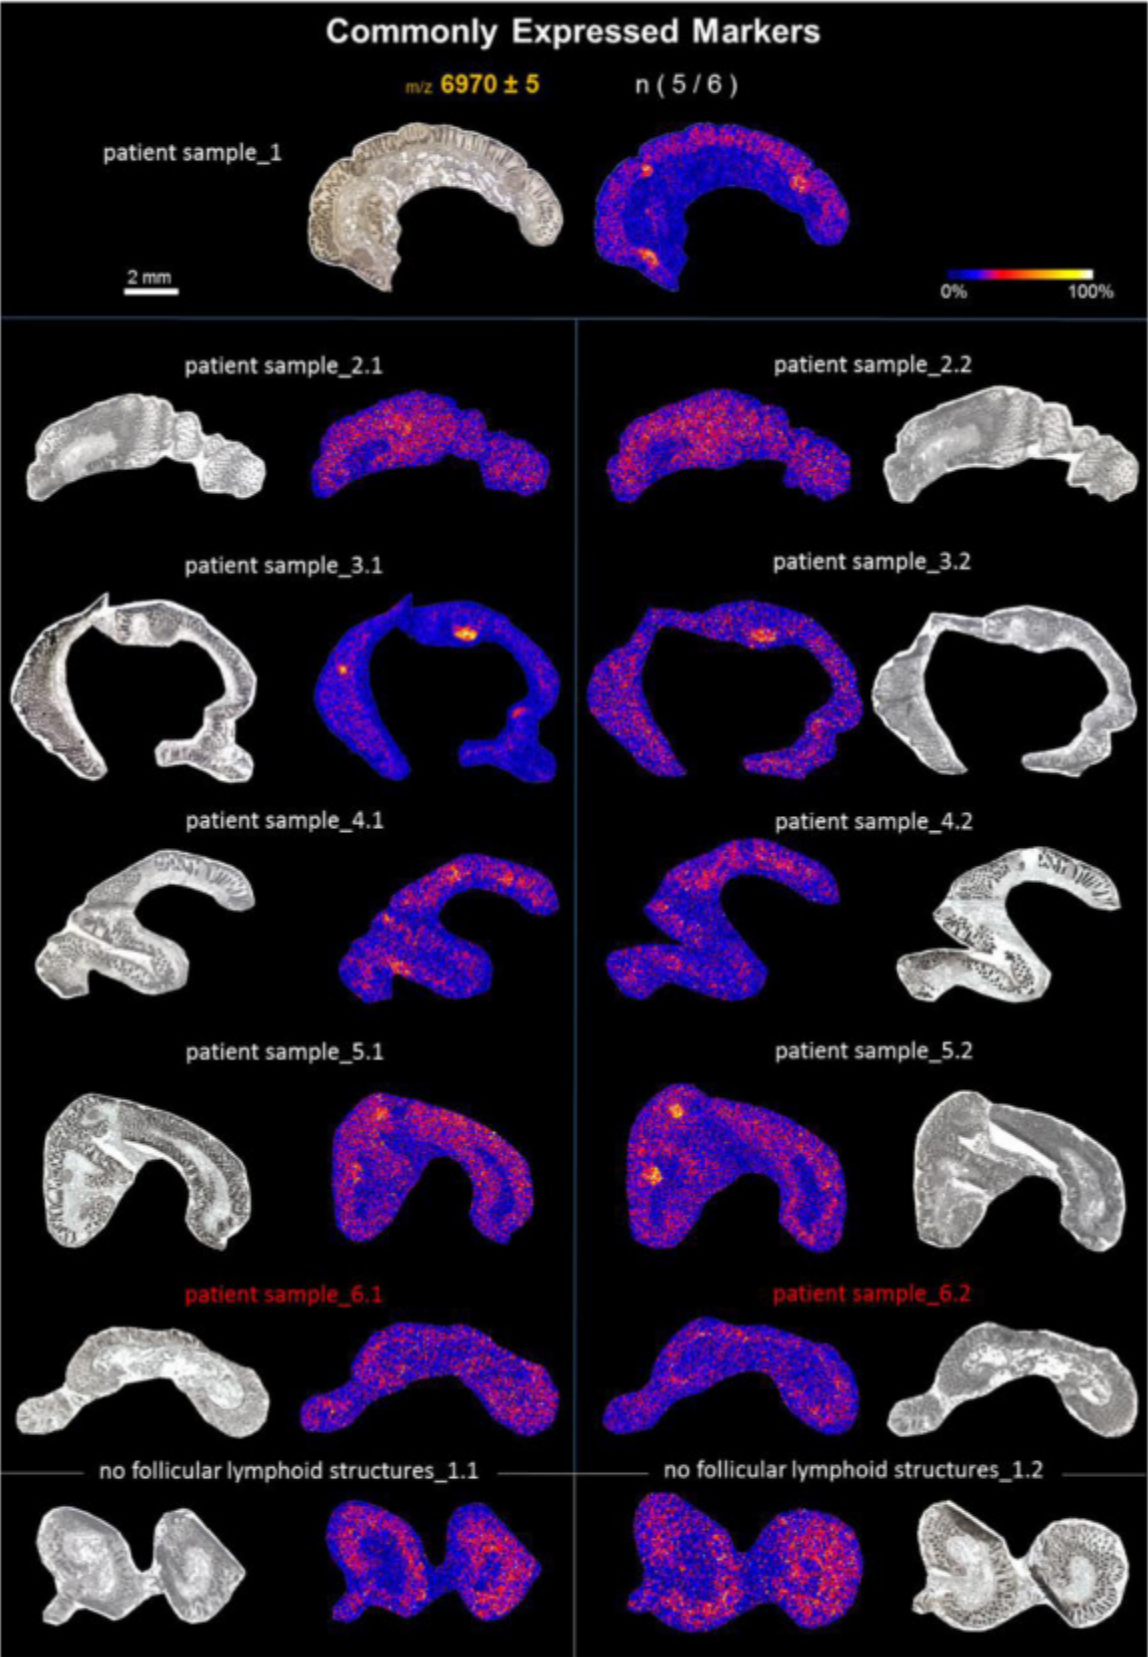 Commonly Expressed Markers
m/z 6970 ± 5 n ( 5 / 6 )
patient sample_1
2 mm
0% 100%
patient sample_2.1 patient sample_2.2
patient sample_3.1 patient sample_3.2
patient sample_4.1 patient sample_4.2
patient sample_5.1 patient sample_5.2
patient sample_6.1 patient sample_6.2
no follicular lymphoid structures_1.1 no follicular lymphoid structures_1.2